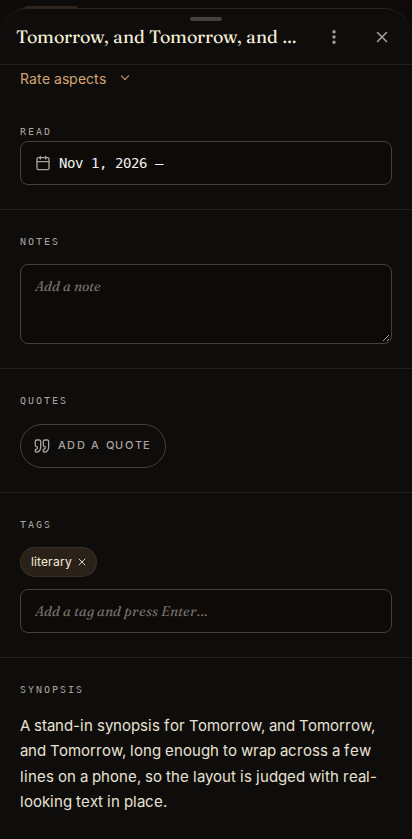 Tomorrow, and Tomorrow, and ...
Rate aspects
READ
Nov 1, 2026 –
NOTES
Add a note
QUOTES
ADD A QUOTE
TAGS
literary
Add a tag and press Enter...
SYNOPSIS
A stand-in synopsis for Tomorrow, and Tomorrow,
and Tomorrow, long enough to wrap across a few
lines on a phone, so the layout is judged with real-
looking text in place.